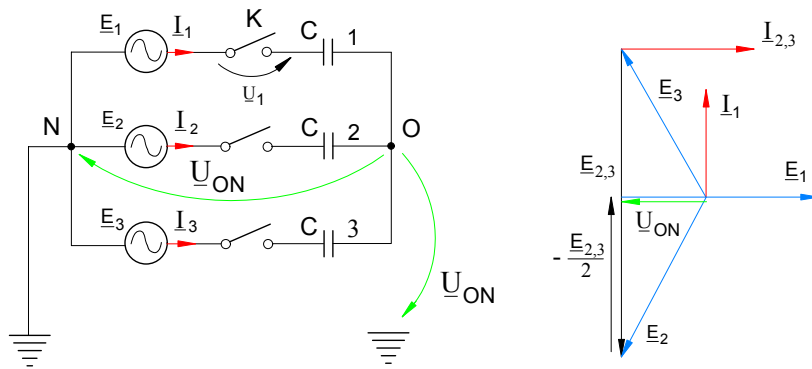 E1 I1 K C 1
U1
N E2 I2 C 2 O
UON
E3 I3 C 3
UON
I2,3
E3 I1
E2,3 E1
UON
- E2,3
2
E2